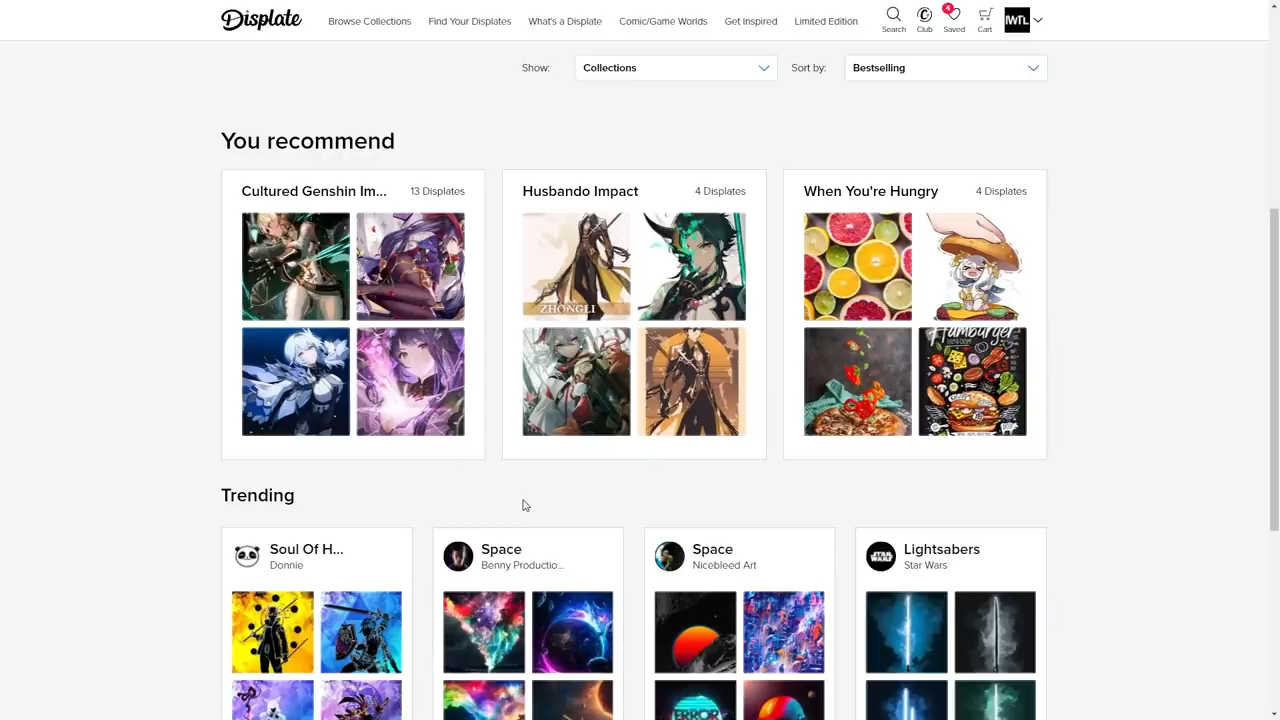 Displate
Browse Collections
Find Your Displates
What's a Displate
Comic/Game Worlds
Get Inspired
Limited Edition
Search
Club
4
Saved
Cart
IWTL
Show:
Collections
Sort by:
Bestselling
You recommend
Cultured Genshin Im...
13 Displates
Husbando Impact
4 Displates
When You're Hungry
4 Displates
ZHONGLI
Hamburger
Trending
Soul Of H...
Donnie
Space
Benny Productio...
Space
Nicebleed Art
STAR WARS
Lightsabers
Star Wars
ERROR